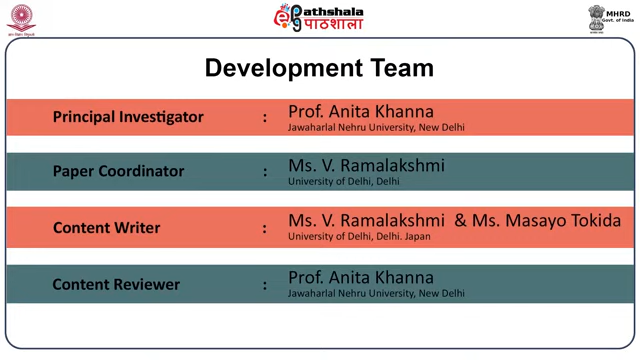 Pathshala
पाठशाला
MHRD
Govt. of India
Development Team
Principal Investigator : Prof. Anita Khanna
Jawaharlal Nehru University, New Delhi
Paper Coordinator : Ms. V. Ramalakshmi
University of Delhi, Delhi
Content Writer : Ms. V. Ramalakshmi & Ms. Masayo Tokida
University of Delhi, Delhi. Japan
Content Reviewer : Prof. Anita Khanna
Jawaharlal Nehru University, New Delhi